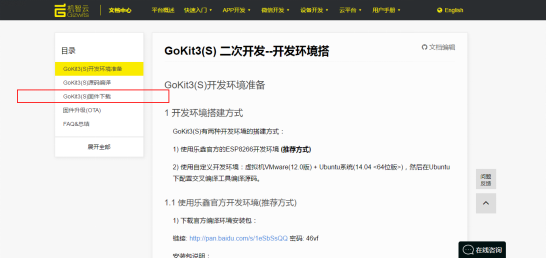 机智云
Gizwits
文档中心
平台概述 快速入门 APP开发 微信开发 设备开发 云平台 用户手册 English
目录
GoKit3(S)开发环境准备
GoKit3(S)源码编译
GoKit3(S)固件下载
固件升级(OTA)
FAQ&总结
展开全部
GoKit3(S) 二次开发--开发环境搭
文档编辑
GoKit3(S)开发环境准备
1 开发环境搭建方式
GoKit3(S)有两种开发环境的搭建方式：
1) 使用乐鑫官方的ESP8266开发环境 (推荐方式)
2) 使用自定义开发环境：虚拟机VMware(12.0版) + Ubuntu系统(14.04 <64位版>)，然后在Ubuntu
下配置交叉编译工具编译源码。
1.1 使用乐鑫官方开发环境(推荐方式)
1) 下载官方编译环境安装包：
链接: http://pan.baidu.com/s/1eSbSsQQ 密码: 46vf
安装包说明：
问题
反馈
在线咨询